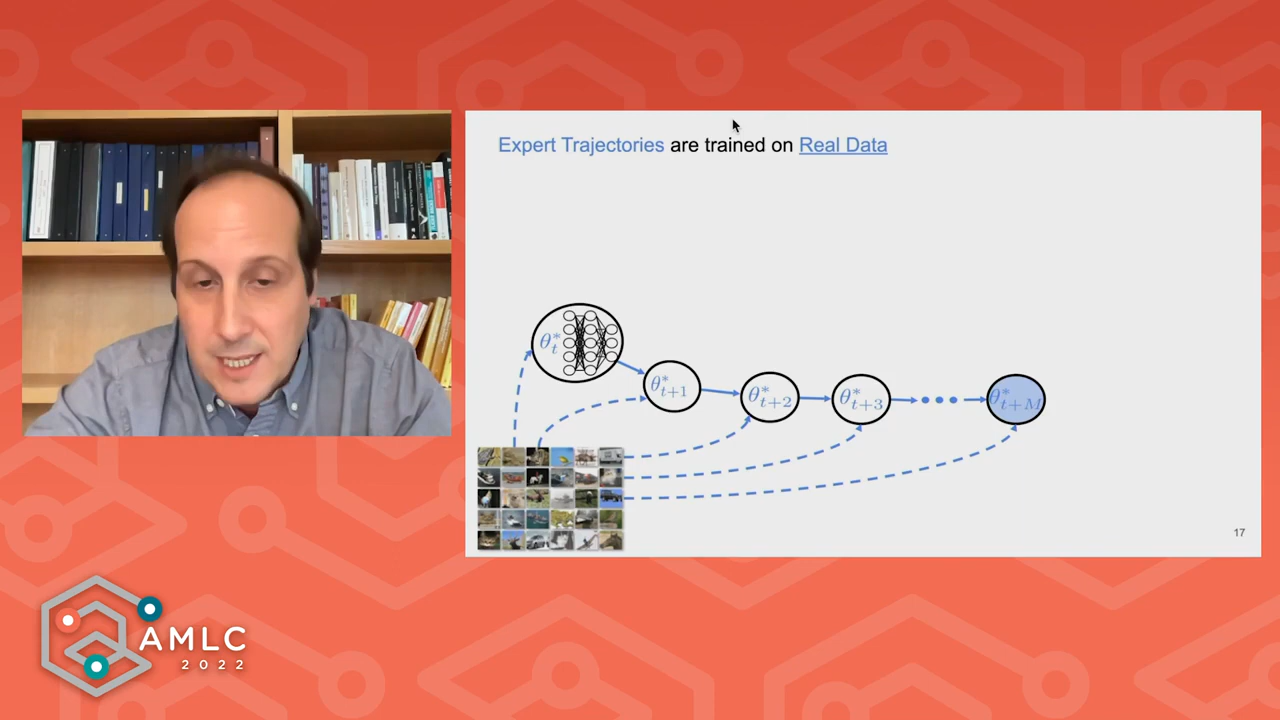 Expert Trajectories are trained on Real Data
θ*t
θ*t+1
θ*t+2
θ*t+3
θ*t+M
17
AMLC
2022